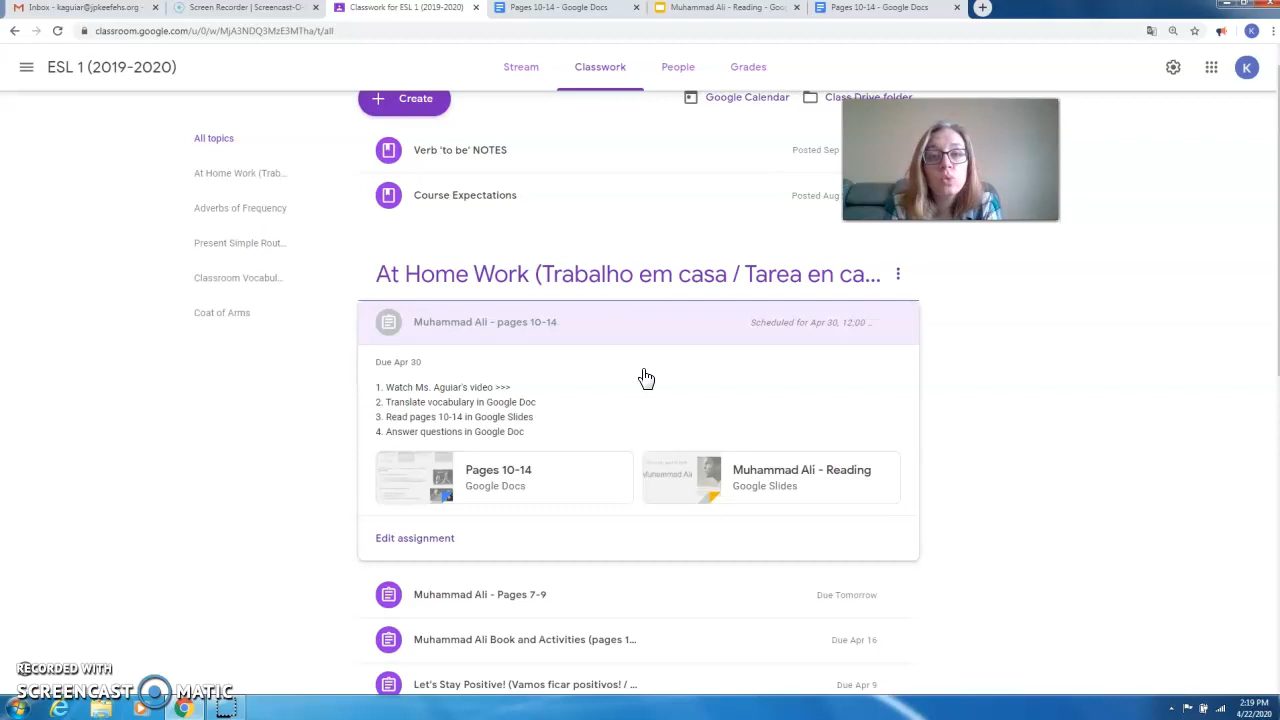 Inbox - kaguiar@jpkeefehs.org
Screen Recorder | Screencast-O
Classwork for ESL 1 (2019-2020)
Pages 10-14 - Google Docs
Muhammad Ali - Reading - Goo
Pages 10-14 - Google Docs
classroom.google.com/u/0/w/MjA3NDQ3MzE3MTha/t/all
K
ESL 1 (2019-2020)
Stream
Classwork
People
Grades
K
Create
Google Calendar
Class Drive folder
All topics
At Home Work (Trab...
Adverbs of Frequency
Present Simple Rout...
Classroom Vocabul...
Coat of Arms
Verb 'to be' NOTES
Posted Sep
Course Expectations
Posted Aug
At Home Work (Trabalho em casa / Tarea en ca...
Muhammad Ali - pages 10-14
Scheduled for Apr 30, 12:00 ..
Due Apr 30
1. Watch Ms. Aguiar's video >>>
2. Translate vocabulary in Google Doc
3. Read pages 10-14 in Google Slides
4. Answer questions in Google Doc
Pages 10-14
Google Docs
Muhammad Ali
Muhammad Ali - Reading
Google Slides
Edit assignment
Muhammad Ali - Pages 7-9
Due Tomorrow
Muhammad Ali Book and Activities (pages 1...
Due Apr 16
Let's Stay Positive! (Vamos ficar positivos! / ...
Due Apr 9
RECORDED WITH
SCREENCAST MATIC
2:19 PM
4/22/2020